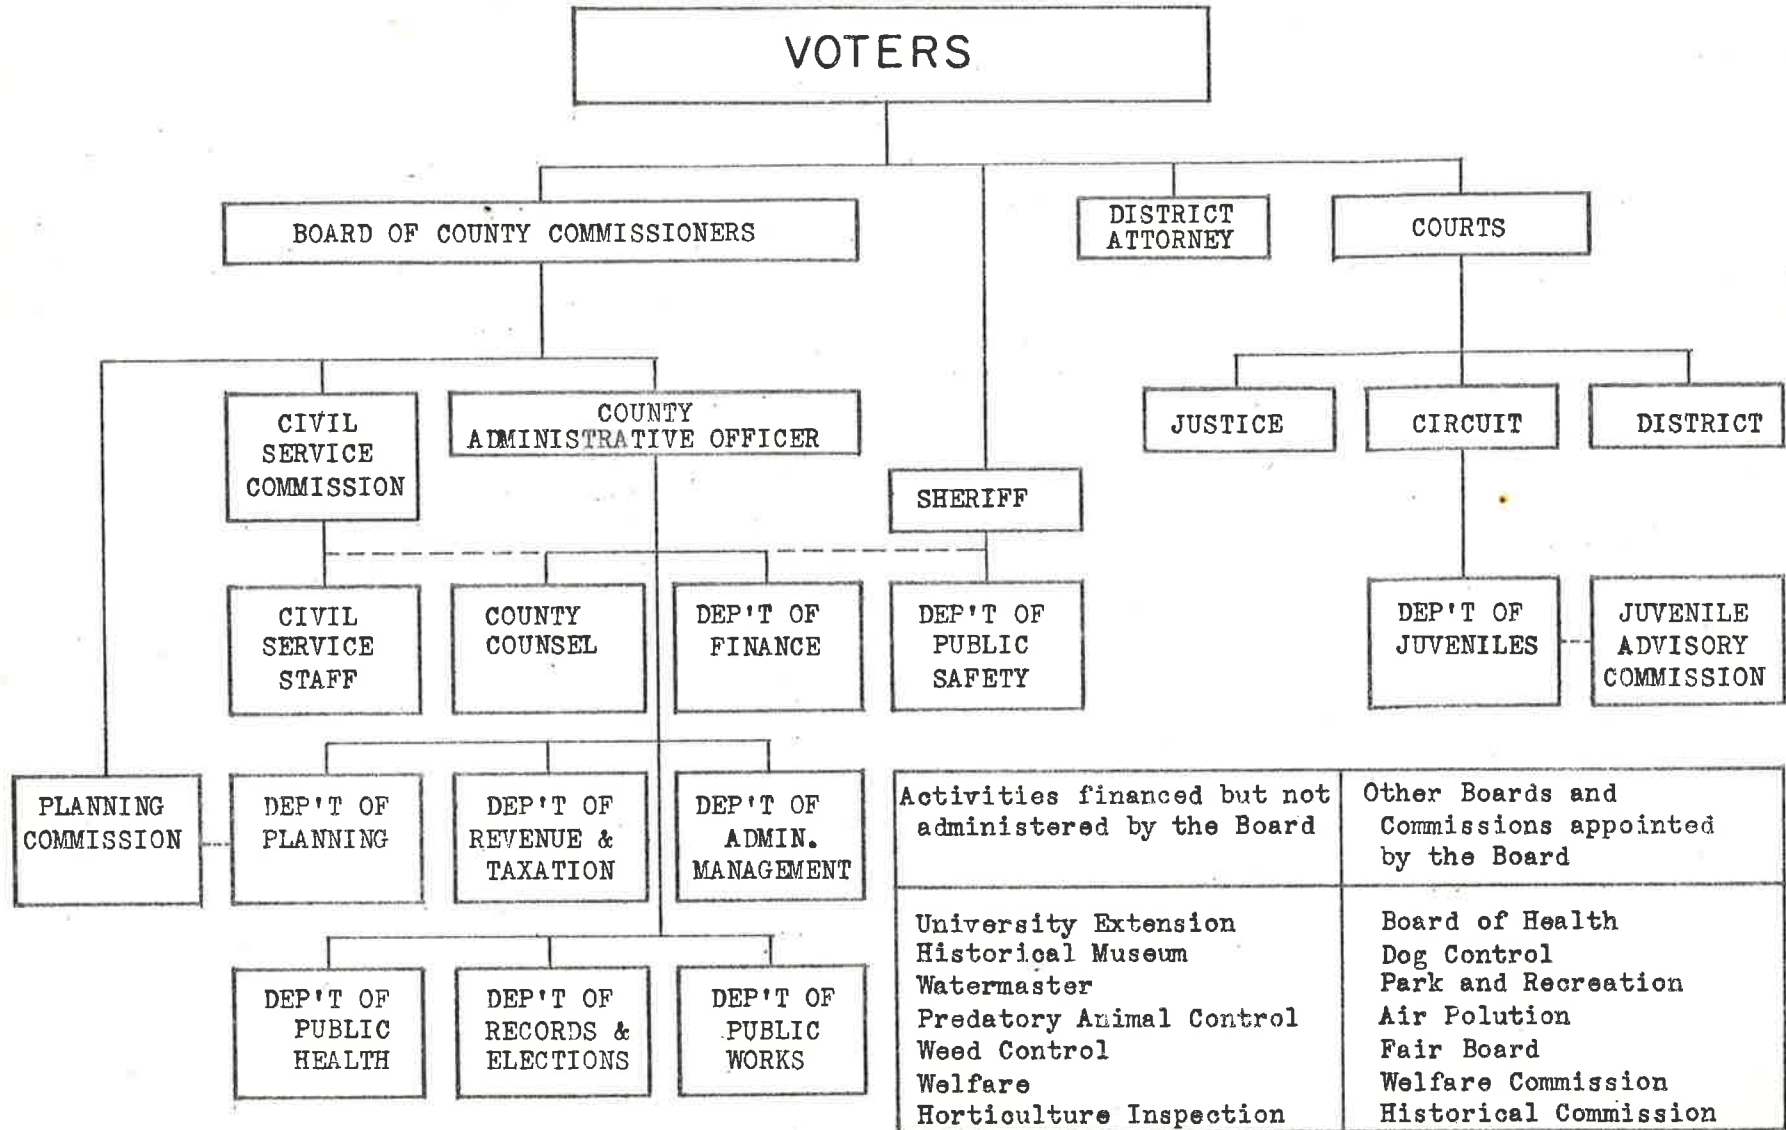 VOTERS
BOARD OF COUNTY COMMISSIONERS
DISTRICT
ATTORNEY
COURTS
CIVIL
SERVICE
COMMISSION
COUNTY
ADMINISTRATIVE OFFICER
SHERIFF
JUSTICE
CIRCUIT
DISTRICT
CIVIL
SERVICE
STAFF
COUNTY
COUNSEL
DEP'T OF
FINANCE
DEP'T OF
PUBLIC
SAFETY
DEP'T OF
JUVENILES
JUVENILE
ADVISORY
COMMISSION
PLANNING
COMMISSION
DEP'T OF
PLANNING
DEP'T OF
REVENUE &
TAXATION
DEP'T OF
ADMIN.
MANAGEMENT
DEP'T OF
PUBLIC
HEALTH
DEP'T OF
RECORDS &
ELECTIONS
DEP'T OF
PUBLIC
WORKS
Activities financed but not
administered by the Board
University Extension
Historical Museum
Watermaster
Predatory Animal Control
Weed Control
Welfare
Horticulture Inspection
Other Boards and
Commissions appointed
by the Board
Board of Health
Dog Control
Park and Recreation
Air Polution
Fair Board
Welfare Commission
Historical Commission